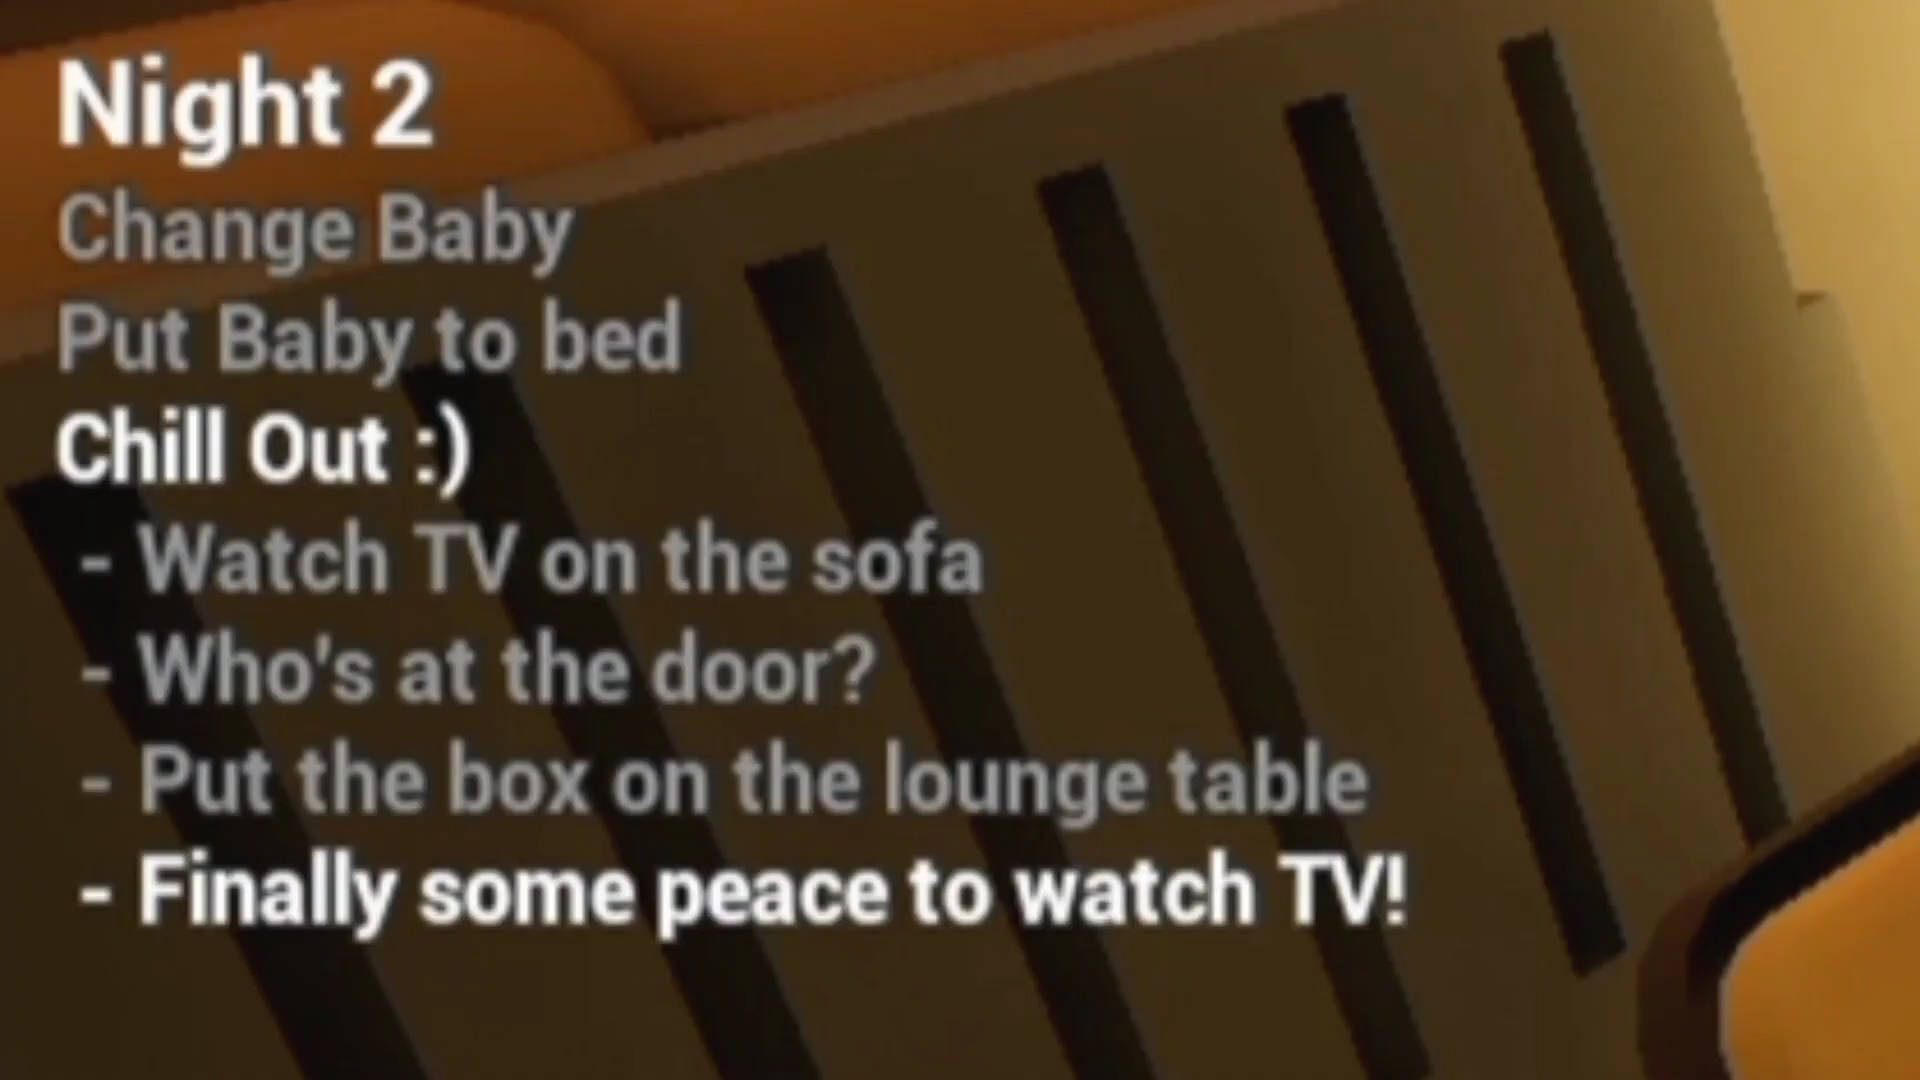 Night 2
Change Baby
Put Baby to bed
Chill Out :)
- Watch TV on the sofa
- Who's at the door?
- Put the box on the lounge table
- Finally some peace to watch TV!